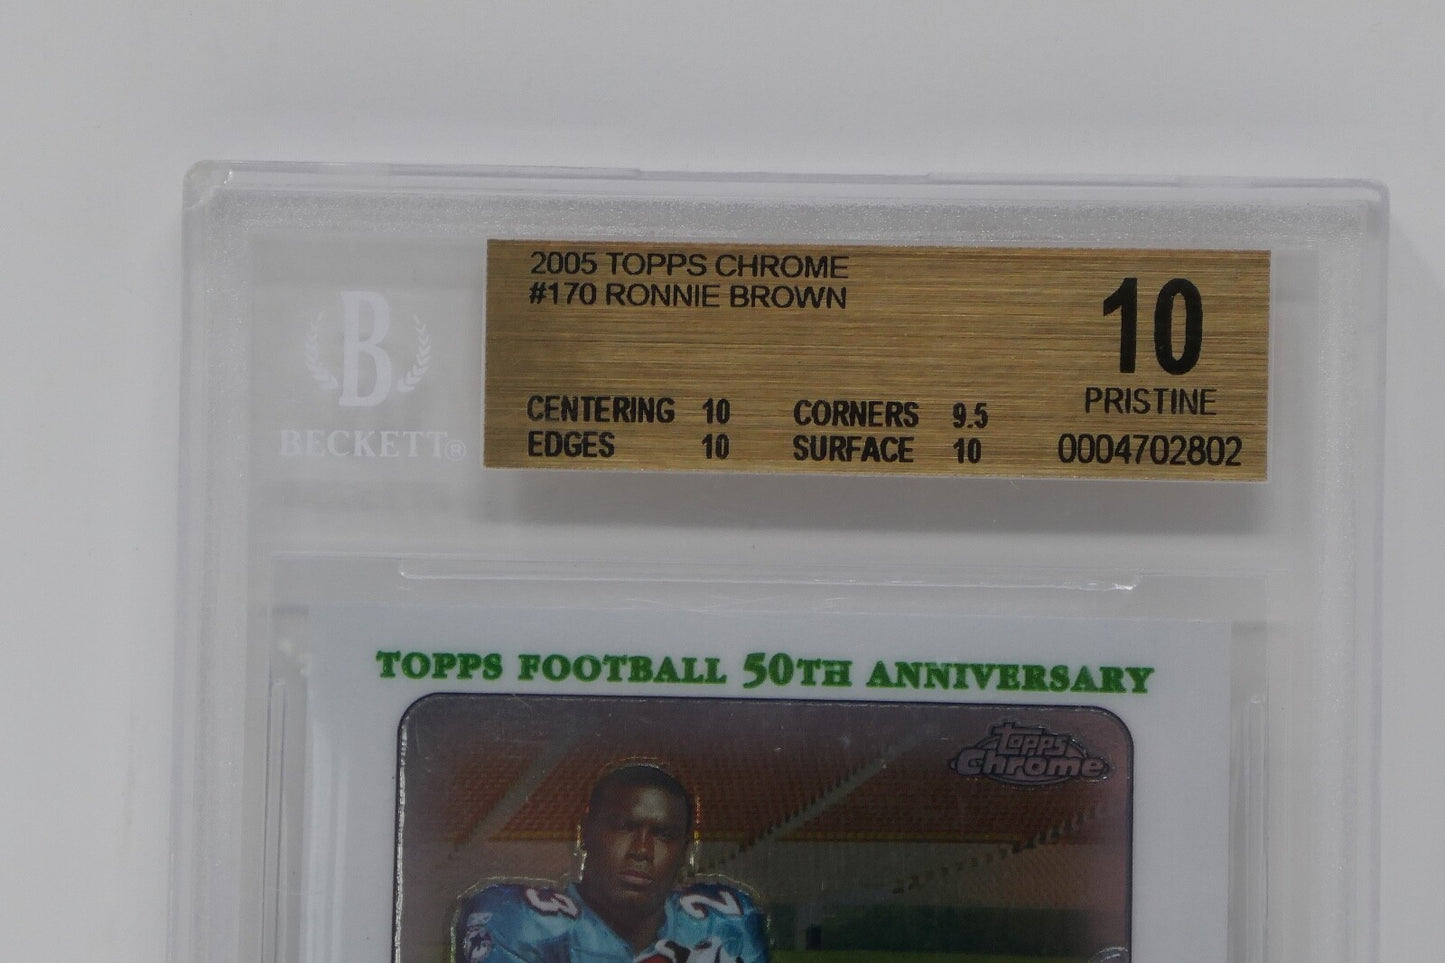 2005 TOPPS CHROME
#170 RONNIE BROWN
10
PRISTINE
CENTERING 10 CORNERS 9.5
EDGES 10 SURFACE 10
0004702802
B
BECKETT®
TOPPS FOOTBALL 50TH ANNIVERSARY
topps
Chrome
23